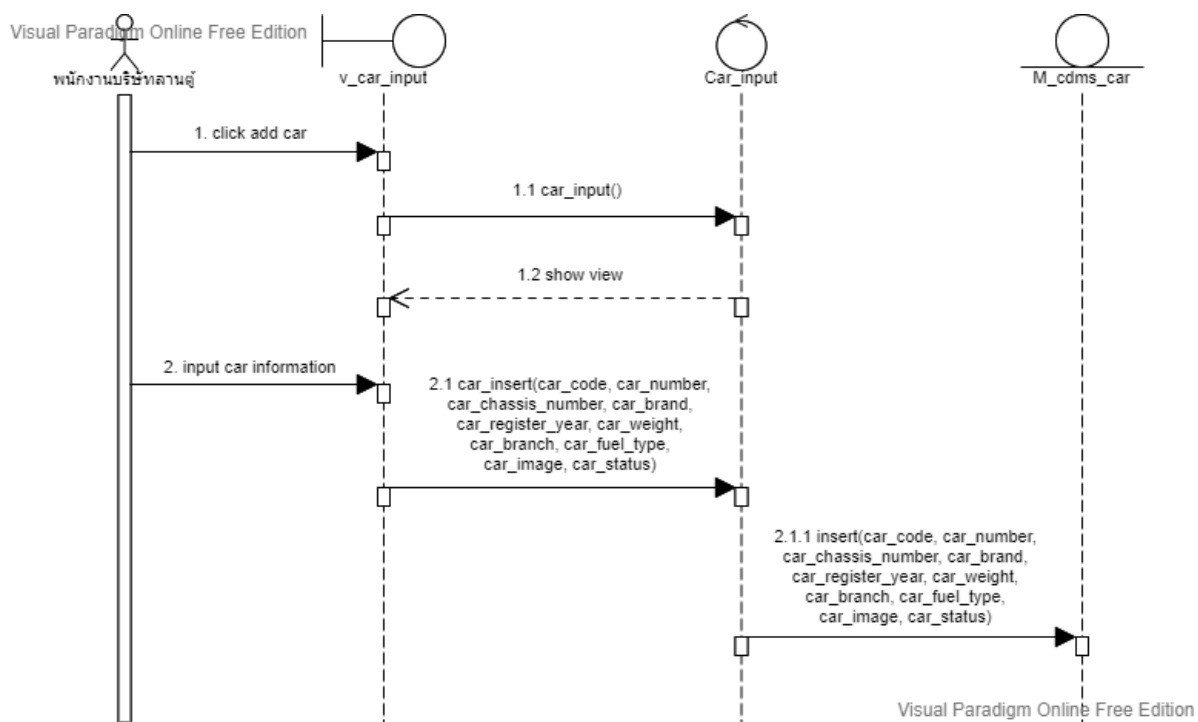 Visual Paradigm Online Free Edition
พนักงานบริษัทลานตู้
v_car_input
Car_input
M_cdms_car
1. click add car
1.1 car_input()
1.2 show view
2. input car information
2.1 car_insert(car_code, car_number,
car_chassis_number, car_brand,
car_register_year, car_weight,
car_branch, car_fuel_type,
car_image, car_status)
2.1.1 insert(car_code, car_number,
car_chassis_number, car_brand,
car_register_year, car_weight,
car_branch, car_fuel_type,
car_image, car_status)
Visual Paradigm Online Free Edition